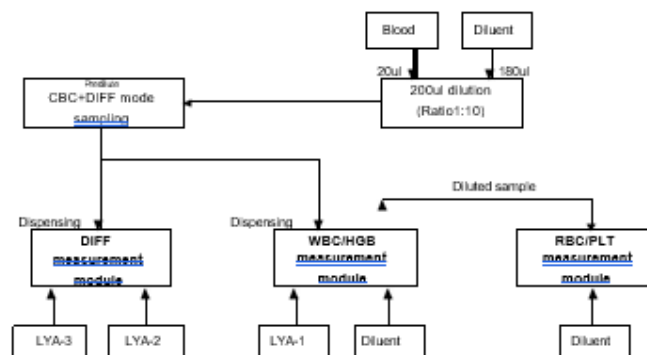 Blood
Diluent
20ul
180ul
200ul dilution
(Ratio1:10)
CBC+DIFF mode
sampling
Diluted sample
Dispensing
Dispensing
DIFF
measurement
module
WBC/HGB
measurement
module
RBC/PLT
measurement
module
LYA-3
LYA-2
LYA-1
Diluent
Diluent